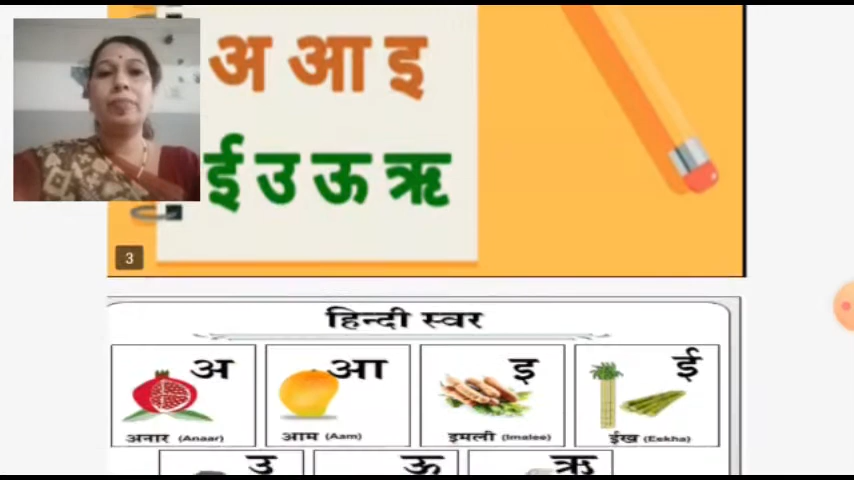 अ आ इ
ई उ ऊ ऋ
3
हिन्दी स्वर
अ आ इ ई
अनार (Anaar) आम (Aam) इमली (Imalee) ईख (Eekha)
उ ऊ ऋ